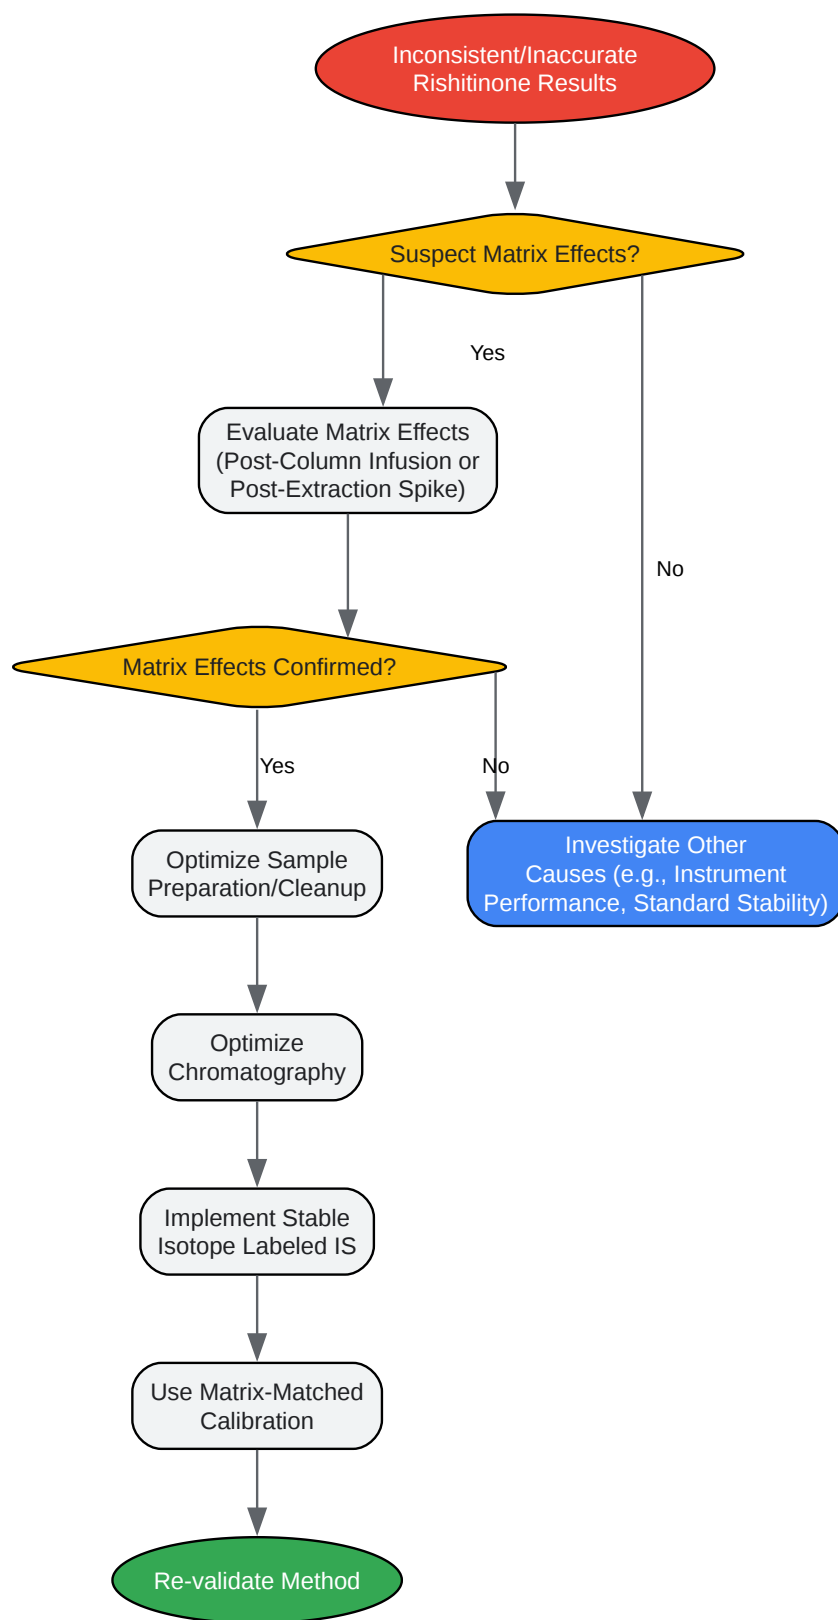 Inconsistent/Inaccurate
Rishitinone Results
Suspect Matrix Effects?
Yes
Evaluate Matrix Effects
(Post-Column Infusion or
Post-Extraction Spike)
No
Matrix Effects Confirmed?
Yes
No
Optimize Sample
Preparation/Cleanup
Investigate Other
Causes (e.g., Instrument
Performance, Standard Stability)
Optimize
Chromatography
Implement Stable
Isotope Labeled IS
Use Matrix-Matched
Calibration
Re-validate Method